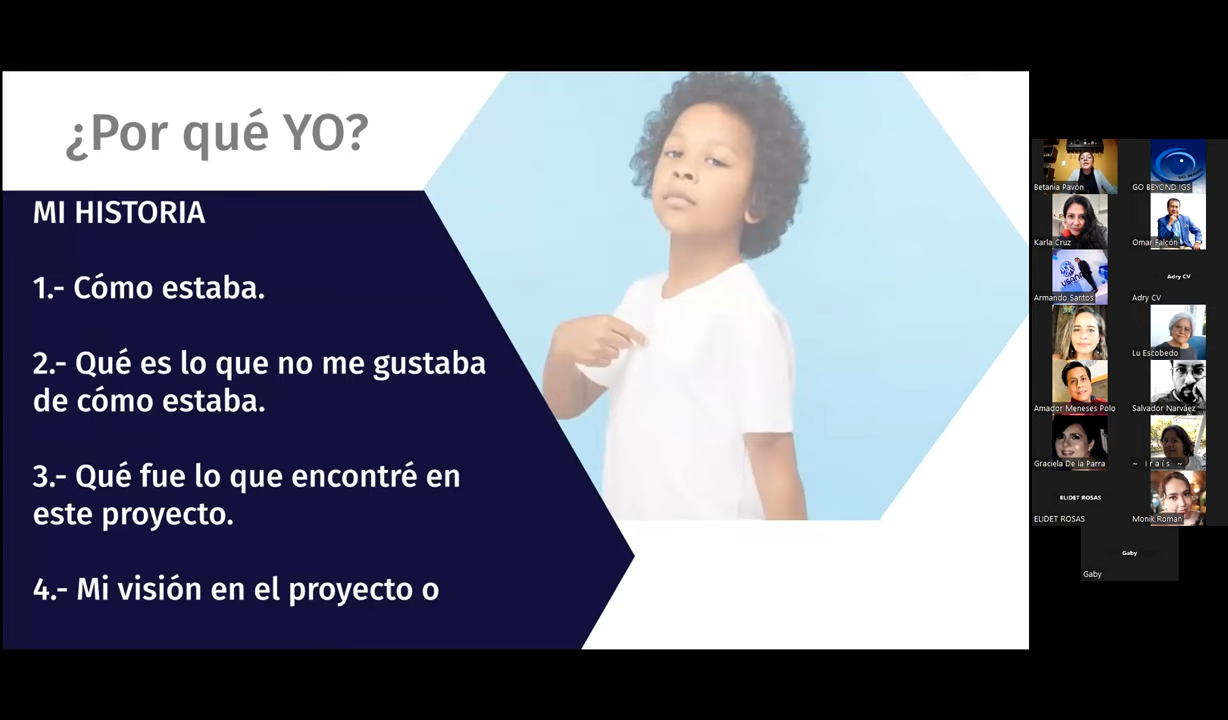 ¿Por qué YO?
MI HISTORIA
1.- Cómo estaba.
2.- Qué es lo que no me gustaba
de cómo estaba.
3.- Qué fue lo que encontré en
este proyecto.
4.- Mi visión en el proyecto o
Betania Pavón
GO BEYOND IGS
Karla Cruz
Omar Falcón
USANA
Armando Santos
Adry CV
Adry CV
Lu Escobedo
Amador Meneses Polo
Salvador Narváez
Graciela De la Parra
~ I r a i s ~
ELIDET ROSAS
ELIDET ROSAS
Monik Roman
Gaby
Gaby